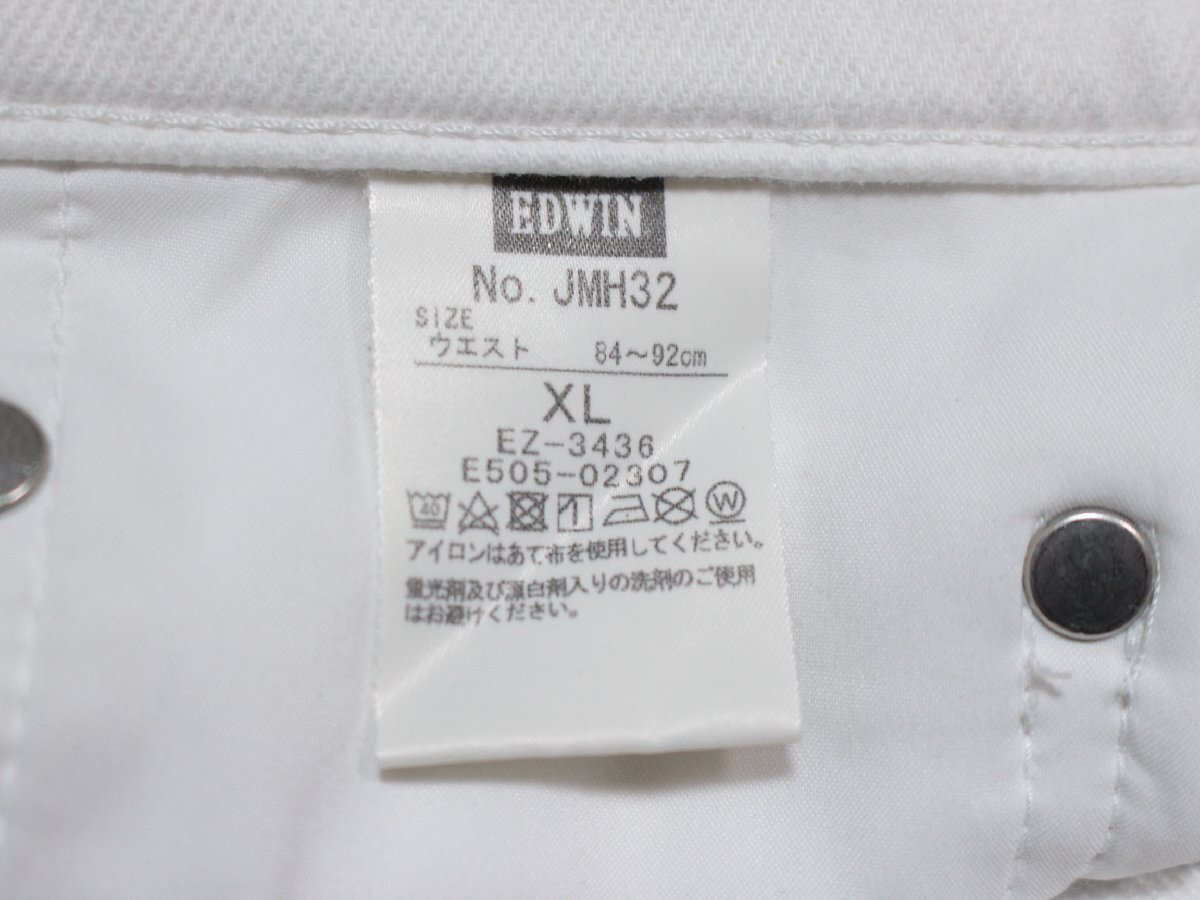 EDWIN
No. JMH32
SIZE
ウエスト 84～92cm
XL
EZ-3436
E505-02307
40 W
アイロンはあて布を使用してください。
蛍光剤及び漂白剤入りの洗剤のご使用
はお避けください。